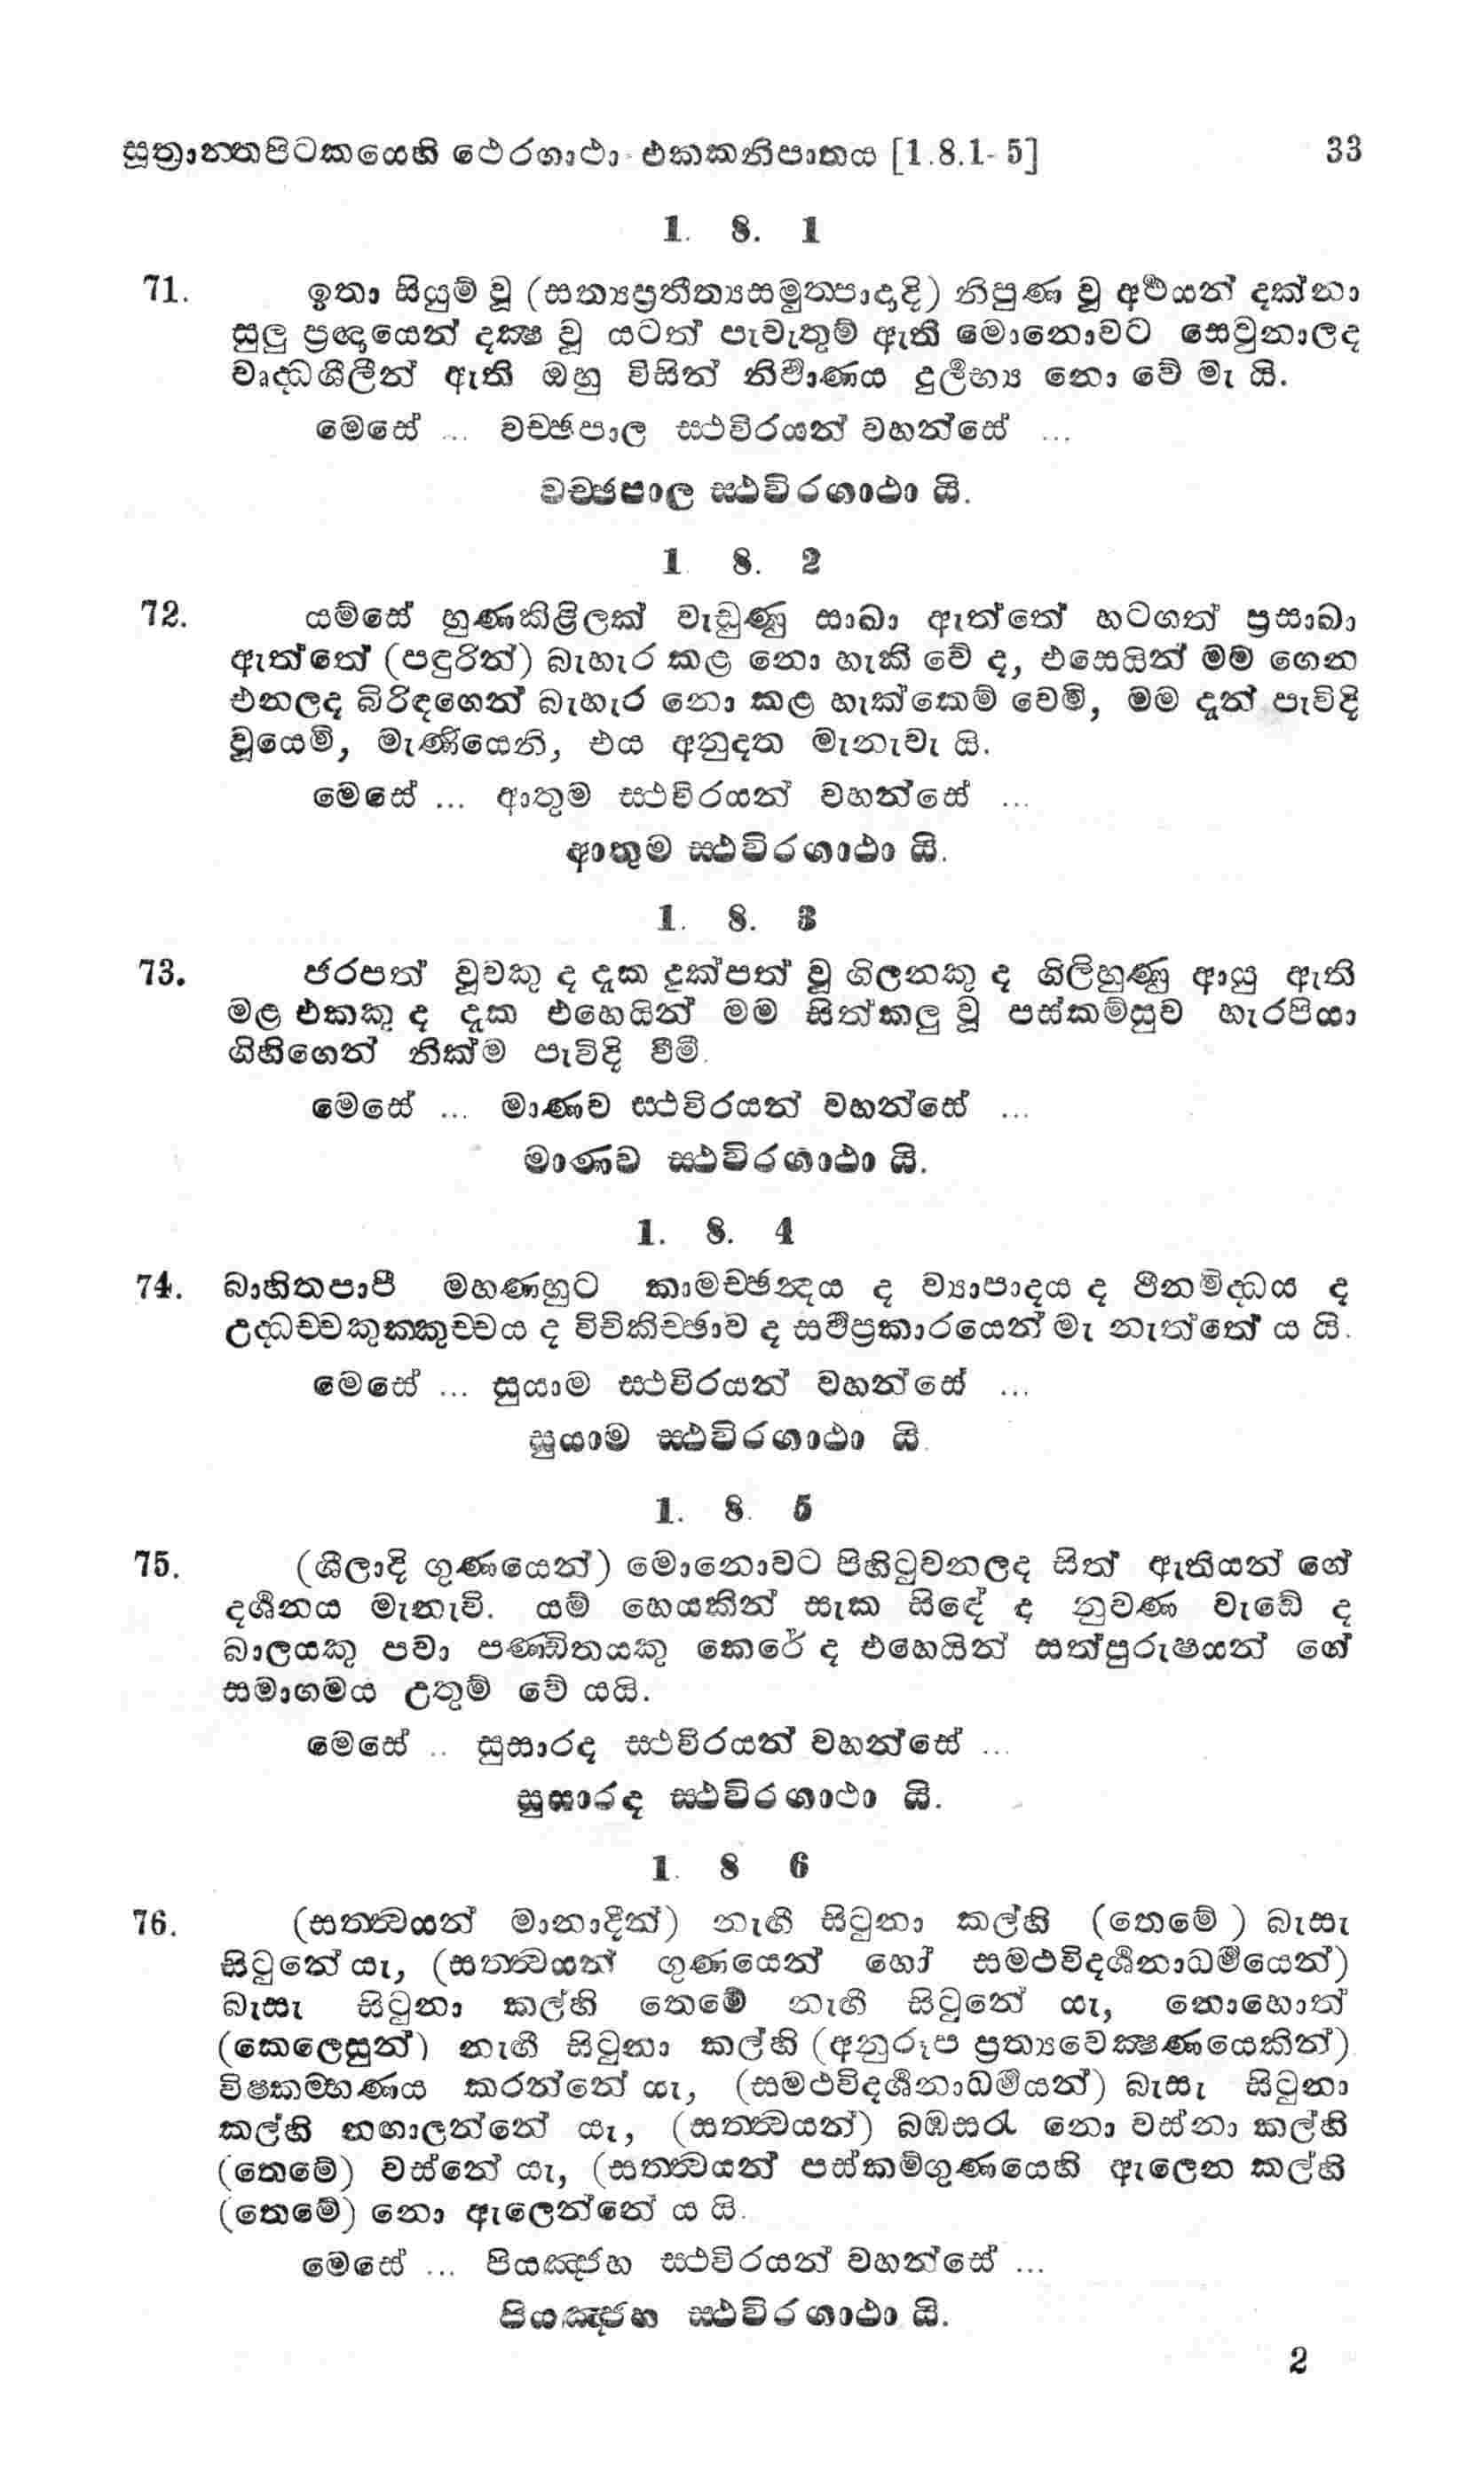 සූත්‍රාන්තපිටකයෙහි ථෙරගාථා එකකනිපාතය [1.8.1- 5] 33
1. 8. 1
71. ඉතා සියුම් වූ (සත්‍යප්‍රතීත්‍යසමුත්පාදාදි) නිපුණ වූ අර්‍ථයන් දක්නා
සුලු ප්‍රඥායෙන් දක්‍ෂ වූ යටත් පැවැතුම් ඇති මොනොවට සෙවුනාලද
වෘද්ධශීලීන් ඇති ඔහු විසින් නිර්‍වාණය දුර්‍ලභ්‍ය නො වේ මැ යි.
මෙසේ ... වච්ඡපාල ස්ථවිරයන් වහන්සේ ...
වච්ඡපාල ස්ථවිරගාථා යි.
1. 8. 2
72. යම්සේ හුණකිළිලක් වැඩුණු සාඛා ඇත්තේ හටගත් ප්‍රසාඛා
ඇත්තේ (පඳුරින්) බැහැර කළ නො හැකි වේ ද, එසෙයින් මම ගෙන
එනලද බිරිඳගෙන් බැහැර නො කළ හැක්කෙම් වෙමි, මම දැන් පැවිදි
වූයෙමි, මැණියෙනි, එය අනුදත මැනැවැ යි.
මෙසේ ... ආතුම ස්ථවිරයන් වහන්සේ ...
ආතුම ස්ථවිරගාථා යි.
1. 8. 3
73. ජරපත් වූවකු ද දැක දුක්පත් වූ ගිලනකු ද ගිලිහුණු ආයු ඇති
මළ එකකු ද දැක එහෙයින් මම සිත්කලු වූ පස්කම්සුව හැරපියා
ගිහිගෙන් නික්ම පැවිදි වීමි.
මෙසේ ... මාණව ස්ථවිරයන් වහන්සේ ...
මාණව ස්ථවිරගාථා යි.
1. 8. 4
74. බාහිතපාපී මහණහුට කාමච්ඡන්‍දය ද ව්‍යාපාදය ද ථිනමිද්ධය ද
උද්ධච්චකුක්කුච්චය ද විචිකිච්ඡාව ද සර්‍වප්‍රකාරයෙන් මැ නැත්තේ ය යි.
මෙසේ ... සුයාම ස්ථවිරයන් වහන්සේ ...
සුයාම ස්ථවිරගාථා යි.
1. 8. 5
75. (ශීලාදි ගුණයෙන්) මොනොවට පිහිටුවනලද සිත් ඇතියන් ගේ
දර්‍ශනය මැනැවි. යම් හෙයකින් සැක සිඳේ ද නුවණ වැඩේ ද
බාලයකු පවා පණ්ඩිතයකු කෙරේ ද එහෙයින් සත්පුරුෂයන් ගේ
සමාගමය උතුම් වේ යයි.
මෙසේ .. සුසාරද ස්ථවිරයන් වහන්සේ ...
සුසාරද ස්ථවිරගාථා යි.
1. 8 6
76. (සත්ත්‍වයන් මානාදීන්) නැඟී සිටුනා කල්හි (තෙමේ ) බැසැ
සිටුනේ යැ, (සත්ත්‍වයන් ගුණයෙන් හෝ සමථවිදර්‍ශනාධර්‍මයෙන්)
බැසැ සිටුනා කල්හි තෙමේ නැඟී සිටුනේ යැ, නොහොත්
(කෙලෙසුන්) නැඟී සිටුනා කල්හි (අනුරූප ප්‍රත්‍යවෙක්‍ෂණයෙකින්)
විෂ්කම්භණය කරන්නේ යැ, (සමථවිදර්‍ශනාධර්‍මයන්) බැසැ සිටුනා
කල්හි නඟාලන්නේ යැ, (සත්ත්‍වයන්) බඹසරැ නො වස්නා කල්හි
(තෙමේ) වස්නේ යැ, (සත්ත්‍වයන් පස්කම්ගුණයෙහි ඇලෙන කල්හි
(තෙමේ) නො ඇලෙන්නේ ය යි.
මෙසේ ... පියඤ්ජහ ස්ථවිරයන් වහන්සේ ...
පියඤ්ජහ ස්ථවිරගාථා යි.
2